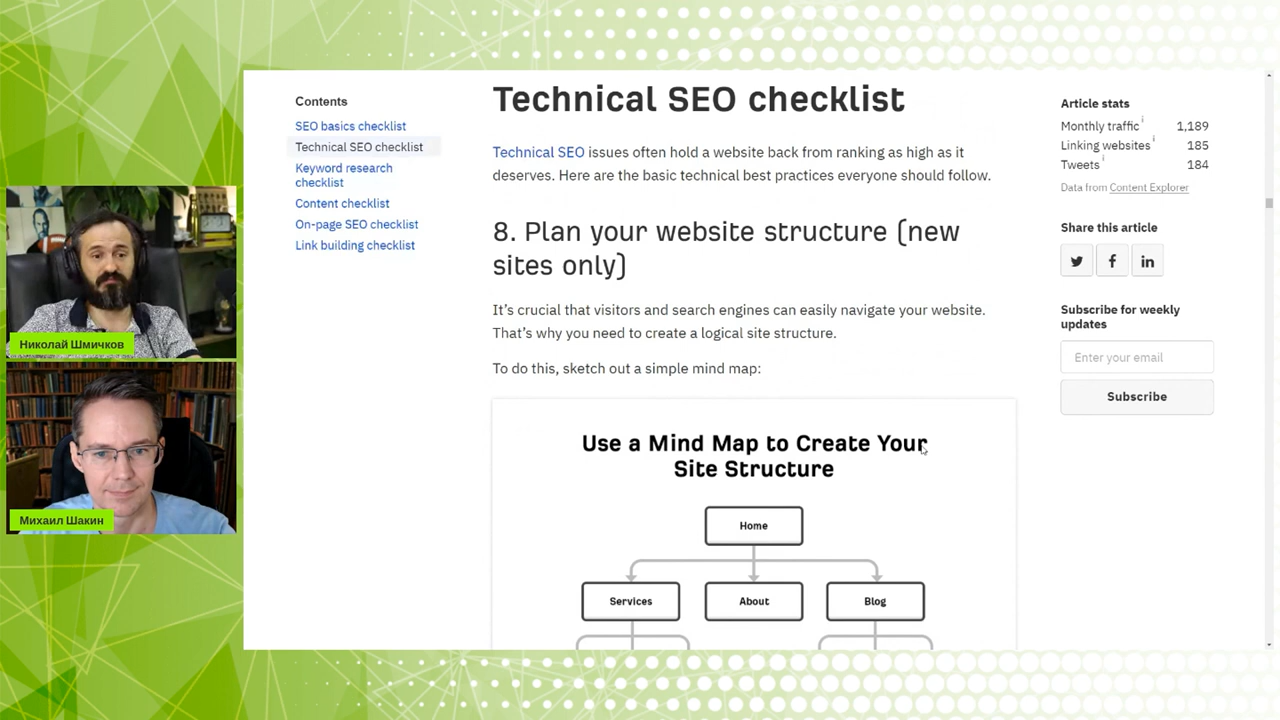 Contents
SEO basics checklist
Technical SEO checklist
Keyword research
checklist
Content checklist
On-page SEO checklist
Link building checklist
Николай Шмичков
Михаил Шакин
Technical SEO checklist
Technical SEO issues often hold a website back from ranking as high as it
deserves. Here are the basic technical best practices everyone should follow.
8. Plan your website structure (new
sites only)
It’s crucial that visitors and search engines can easily navigate your website.
That’s why you need to create a logical site structure.
To do this, sketch out a simple mind map:
Use a Mind Map to Create Your
Site Structure
Home
Services
About
Blog
Article stats
Monthly traffic i 1,189
Linking websites i 185
Tweets i 184
Data from Content Explorer
Share this article
Subscribe for weekly
updates
Enter your email
Subscribe